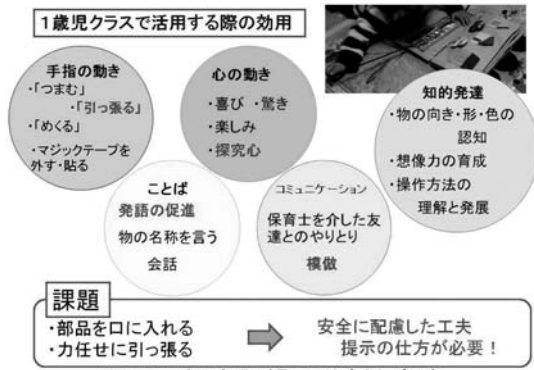 1歳児クラスで活用する際の効用
手指の動き
・「つまむ」
・「引っ張る」
・「めくる」
・マジックテープを
外す・貼る
心の動き
・喜び ・驚き
・楽しみ
・探究心
知的発達
・物の向き・形・色の
認知
・想像力の育成
・操作方法の
理解と発展
ことば
発語の促進
物の名称を言う
会話
コミュニケーション
保育士を介した友
達とのやりとり
模倣
課題
・部品を口に入れる
・力任せに引っ張る
安全に配慮した工夫
提示の仕方が必要！